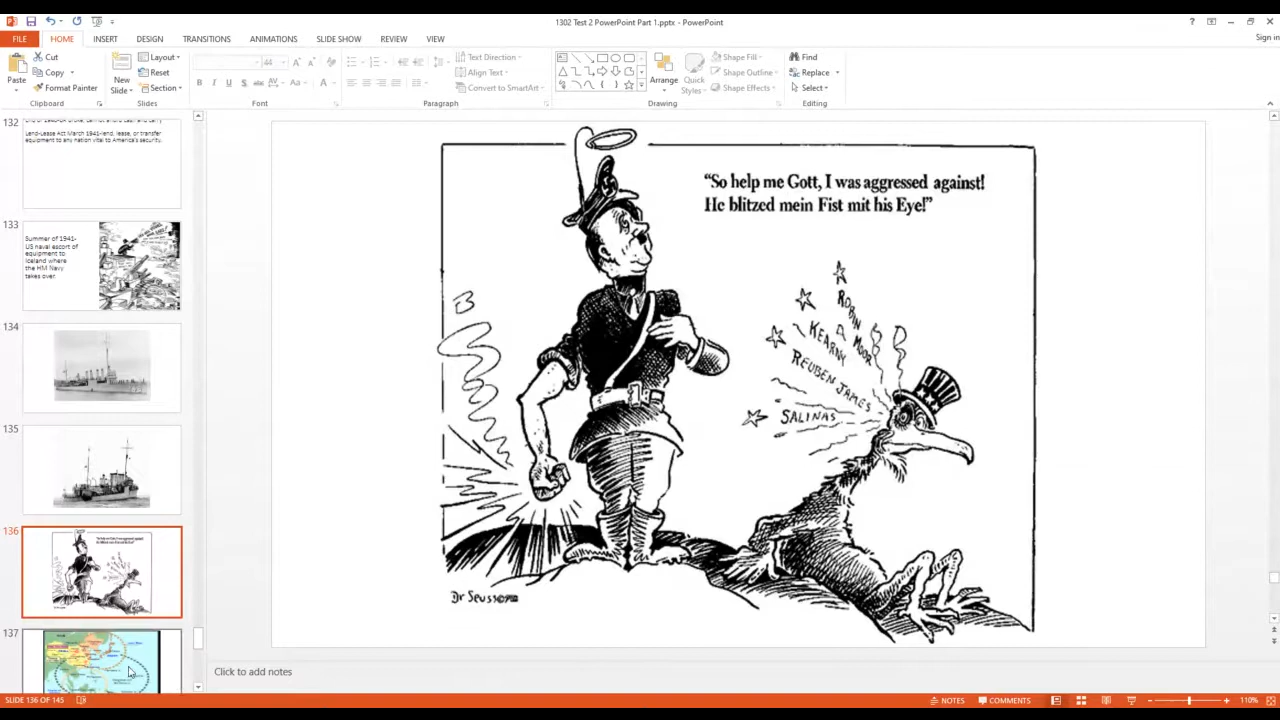 1302 Test 2 PowerPoint Part 1.pptx - PowerPoint
Sign in
FILE HOME INSERT DESIGN TRANSITIONS ANIMATIONS SLIDE SHOW REVIEW VIEW
Paste
Cut
Copy
Format Painter
Clipboard
New
Slide
Layout
Reset
Section
Slides
44
B I U S abc AV Aa A
Font
Text Direction
Align Text
Convert to SmartArt
Paragraph
Arrange
Quick
Styles
Shape Fill
Shape Outline
Shape Effects
Drawing
Find
Replace
Select
Editing
132
Lend-Lease Act March 1941-lend, lease, or transfer
equipment to any nation vital to America's security.
133
Summer of 1941-
US naval escort of
equipment to
Iceland where
the HM Navy
takes over.
134
135
136
137
"So help me Gott, I was aggressed against!
He blitzed mein Fist mit his Eye!"
ROBIN MOOR
KEARNY
REUBEN JAMES
SALINAS
Dr Seuss
Click to add notes
SLIDE 136 OF 145
NOTES COMMENTS 110%